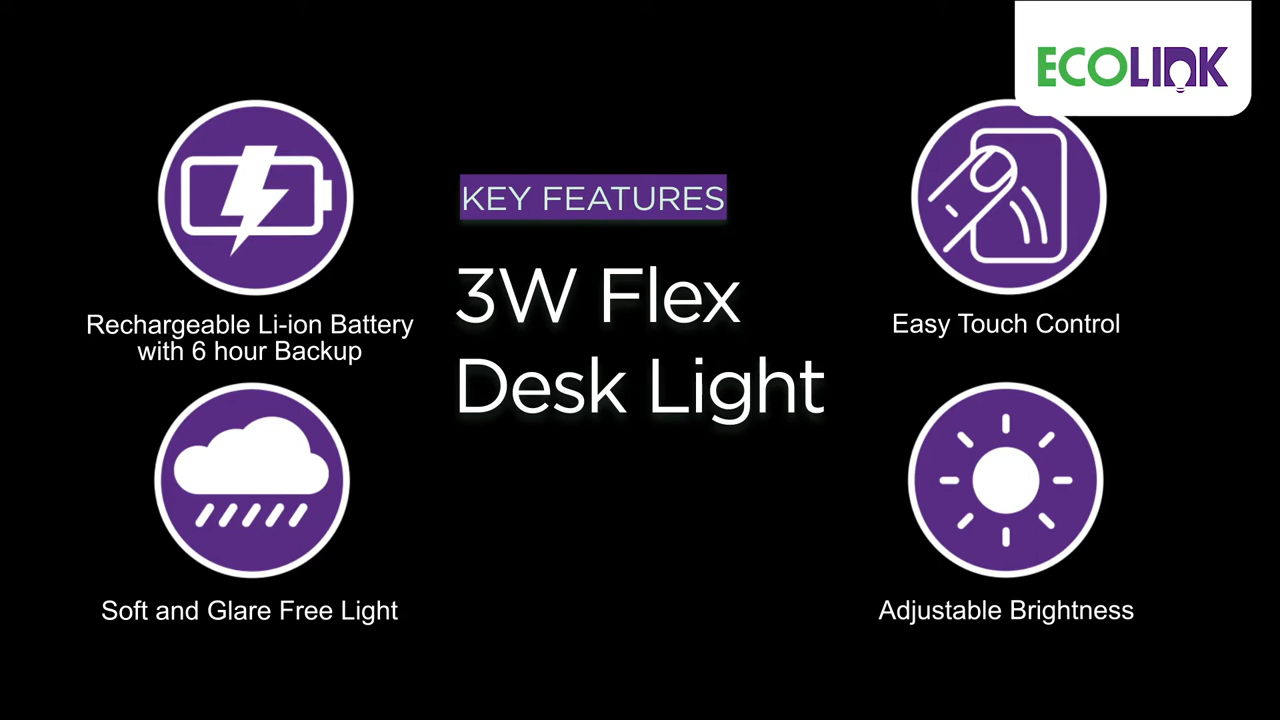 ECOLINK
KEY FEATURES
3W Flex
Desk Light
Rechargeable Li-ion Battery
with 6 hour Backup
Easy Touch Control
Soft and Glare Free Light
Adjustable Brightness